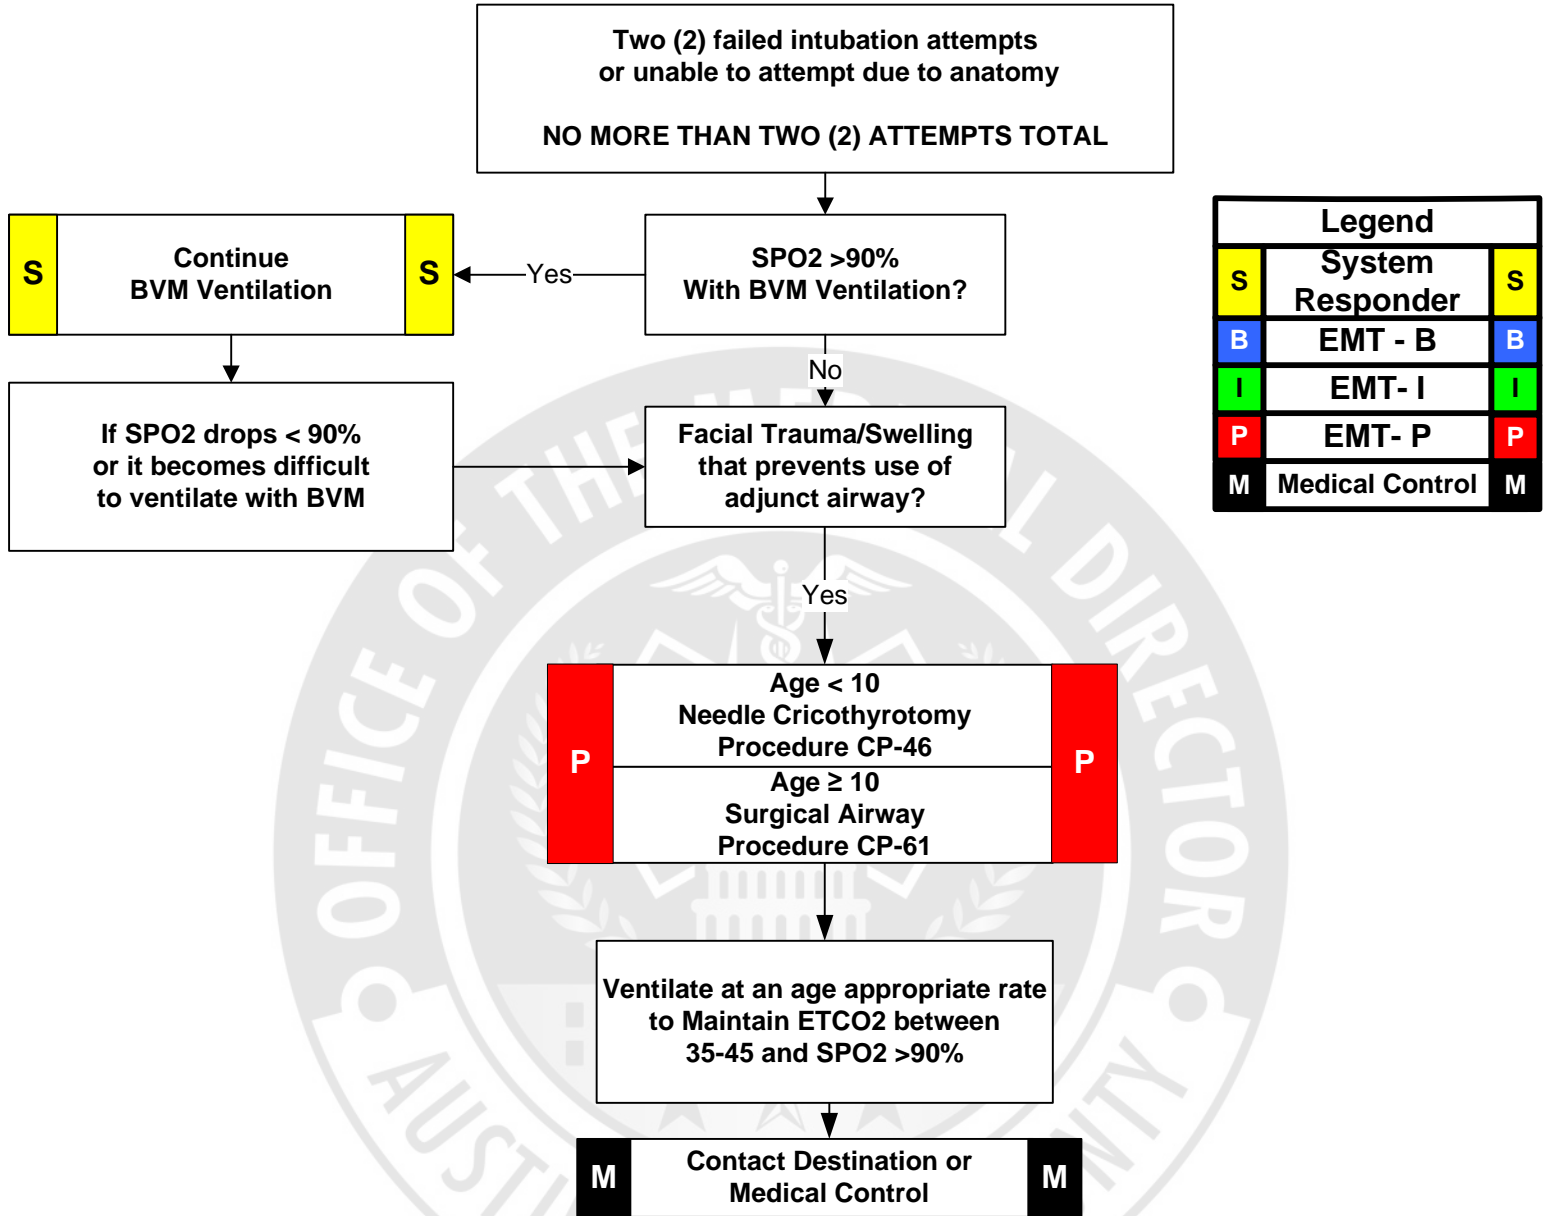 Two (2) failed intubation attempts
or unable to attempt due to anatomy
NO MORE THAN TWO (2) ATTEMPTS TOTAL
S
Continue
BVM Ventilation
S
Yes
SPO2 >90%
With BVM Ventilation?
No
If SPO2 drops < 90%
or it becomes difficult
to ventilate with BVM
Facial Trauma/Swelling
that prevents use of
adjunct airway?
Yes
P
Age < 10
Needle Cricothyrotomy
Procedure CP-46
Age ≥ 10
Surgical Airway
Procedure CP-61
P
Ventilate at an age appropriate rate
to Maintain ETCO2 between
35-45 and SPO2 >90%
M
Contact Destination or
Medical Control
M
Legend
S
System
Responder
S
B
EMT - B
B
I
EMT- I
I
P
EMT- P
P
M
Medical Control
M
OFFICE OF THE DIRECTOR